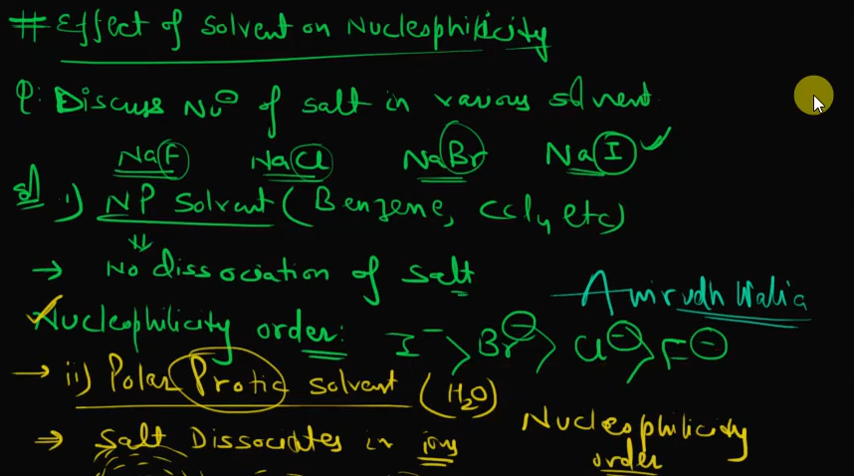 # Effect of Solvent on Nucleophilicity
Q: Discuss Nu⊖ of salt in various solvent.
NaF NaCl NaBr NaI ✓
Sol i) NP Solvent (Benzene, CCl4 etc)
→ No dissociation of salt
Anirudh Walia
✓ Nucleophilicity order: I⁻ > Br⊖ > Cl⊖ > F⊖
→ ii) Polar Protic solvent (H2O)
⇒ Salt Dissociates in ions
Nucleophilicity
order